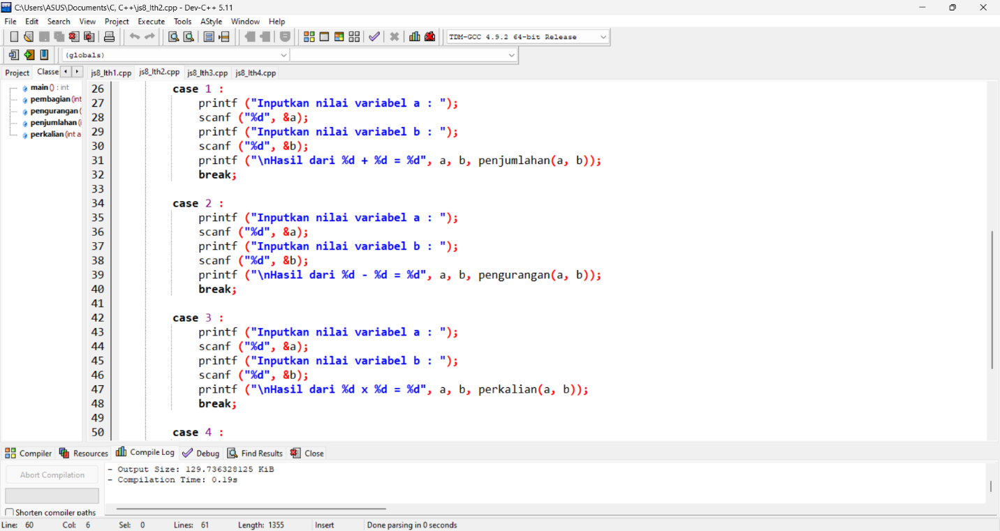 C:\Users\ASUS\Documents\C, C++\js8_lth2.cpp - Dev-C++ 5.11
File Edit Search View Project Execute Tools AStyle Window Help
TDM-GCC 4.9.2 64-bit Release
(globals)
Project Classe js8_lth1.cpp js8_lth2.cpp js8_lth3.cpp js8_lth4.cpp
main () : int
pembagian (int
pengurangan (
penjumlahan (i
perkalian (int a
26 case 1 :
27 printf ("Inputkan nilai variabel a : ");
28 scanf ("%d", &a);
29 printf ("Inputkan nilai variabel b : ");
30 scanf ("%d", &b);
31 printf ("\nHasil dari %d + %d = %d", a, b, penjumlahan(a, b));
32 break;
33
34 case 2 :
35 printf ("Inputkan nilai variabel a : ");
36 scanf ("%d", &a);
37 printf ("Inputkan nilai variabel b : ");
38 scanf ("%d", &b);
39 printf ("\nHasil dari %d - %d = %d", a, b, pengurangan(a, b));
40 break;
41
42 case 3 :
43 printf ("Inputkan nilai variabel a : ");
44 scanf ("%d", &a);
45 printf ("Inputkan nilai variabel b : ");
46 scanf ("%d", &b);
47 printf ("\nHasil dari %d x %d = %d", a, b, perkalian(a, b));
48 break;
49
50 case 4 :
Compiler Resources Compile Log Debug Find Results Close
Abort Compilation
Shorten compiler paths
- Output Size: 129.736328125 KiB
- Compilation Time: 0.19s
Line: 60 Col: 6 Sel: 0 Lines: 61 Length: 1355 Insert Done parsing in 0 seconds